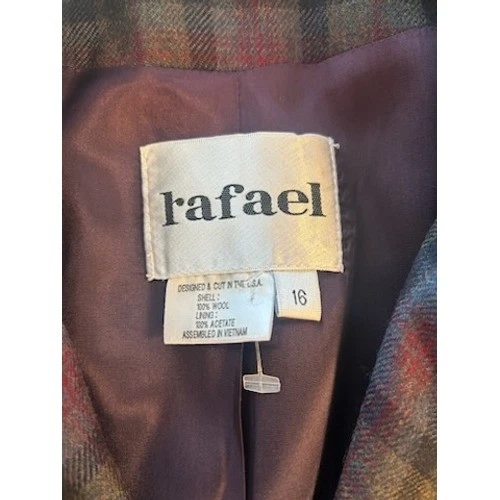 rafael
DESIGNED & CUT IN THE U.S.A.
SHELL:
100% WOOL
LINING:
100% ACETATE
ASSEMBLED IN VIETNAM
16